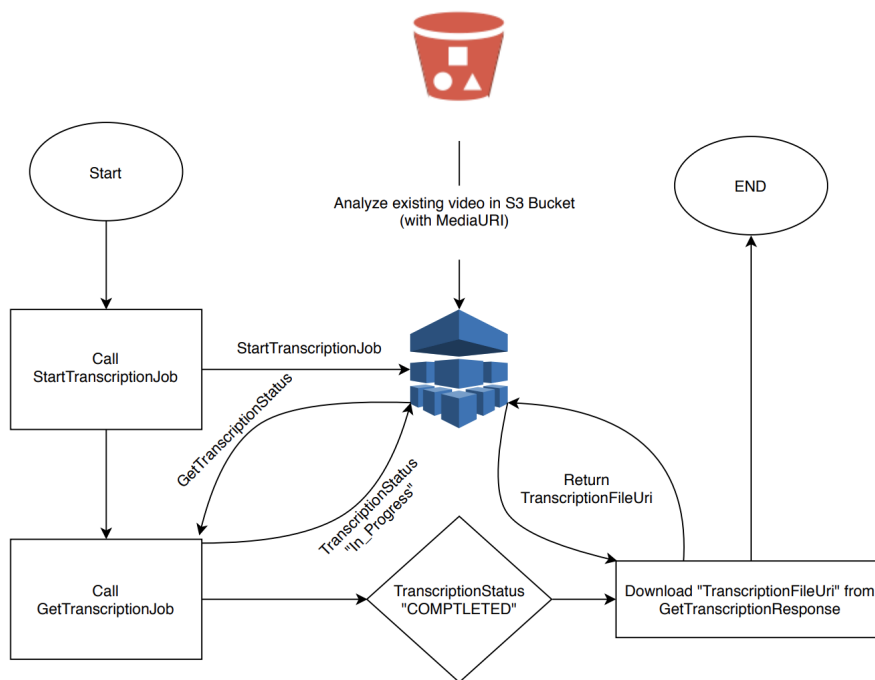 Start
Analyze existing video in S3 Bucket
(with MediaURI)
END
Call
StartTranscriptionJob
StartTranscriptionJob
GetTranscriptionStatus
TranscriptionStatus
"In_Progress"
Return
TranscriptionFileUri
Call
GetTranscriptionJob
TranscriptionStatus
"COMPTLETED"
Download "TranscriptionFileUri" from
GetTranscriptionResponse